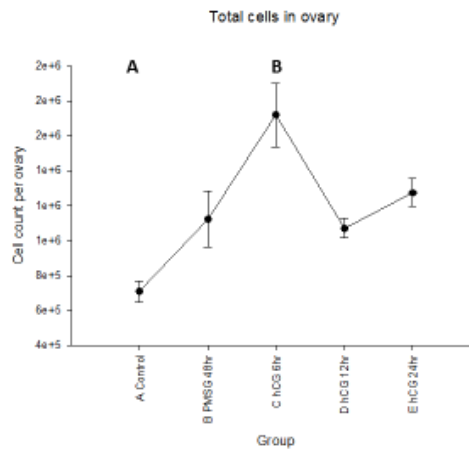 Total cells in ovary
A
B
2e+6
2e+6
2e+6
1e+6
1e+6
1e+6
8e+5
6e+5
4e+5
Cell count per ovary
A Control
B PMSG 48hr
C hCG 6hr
D hCG 12hr
E hCG 24hr
Group